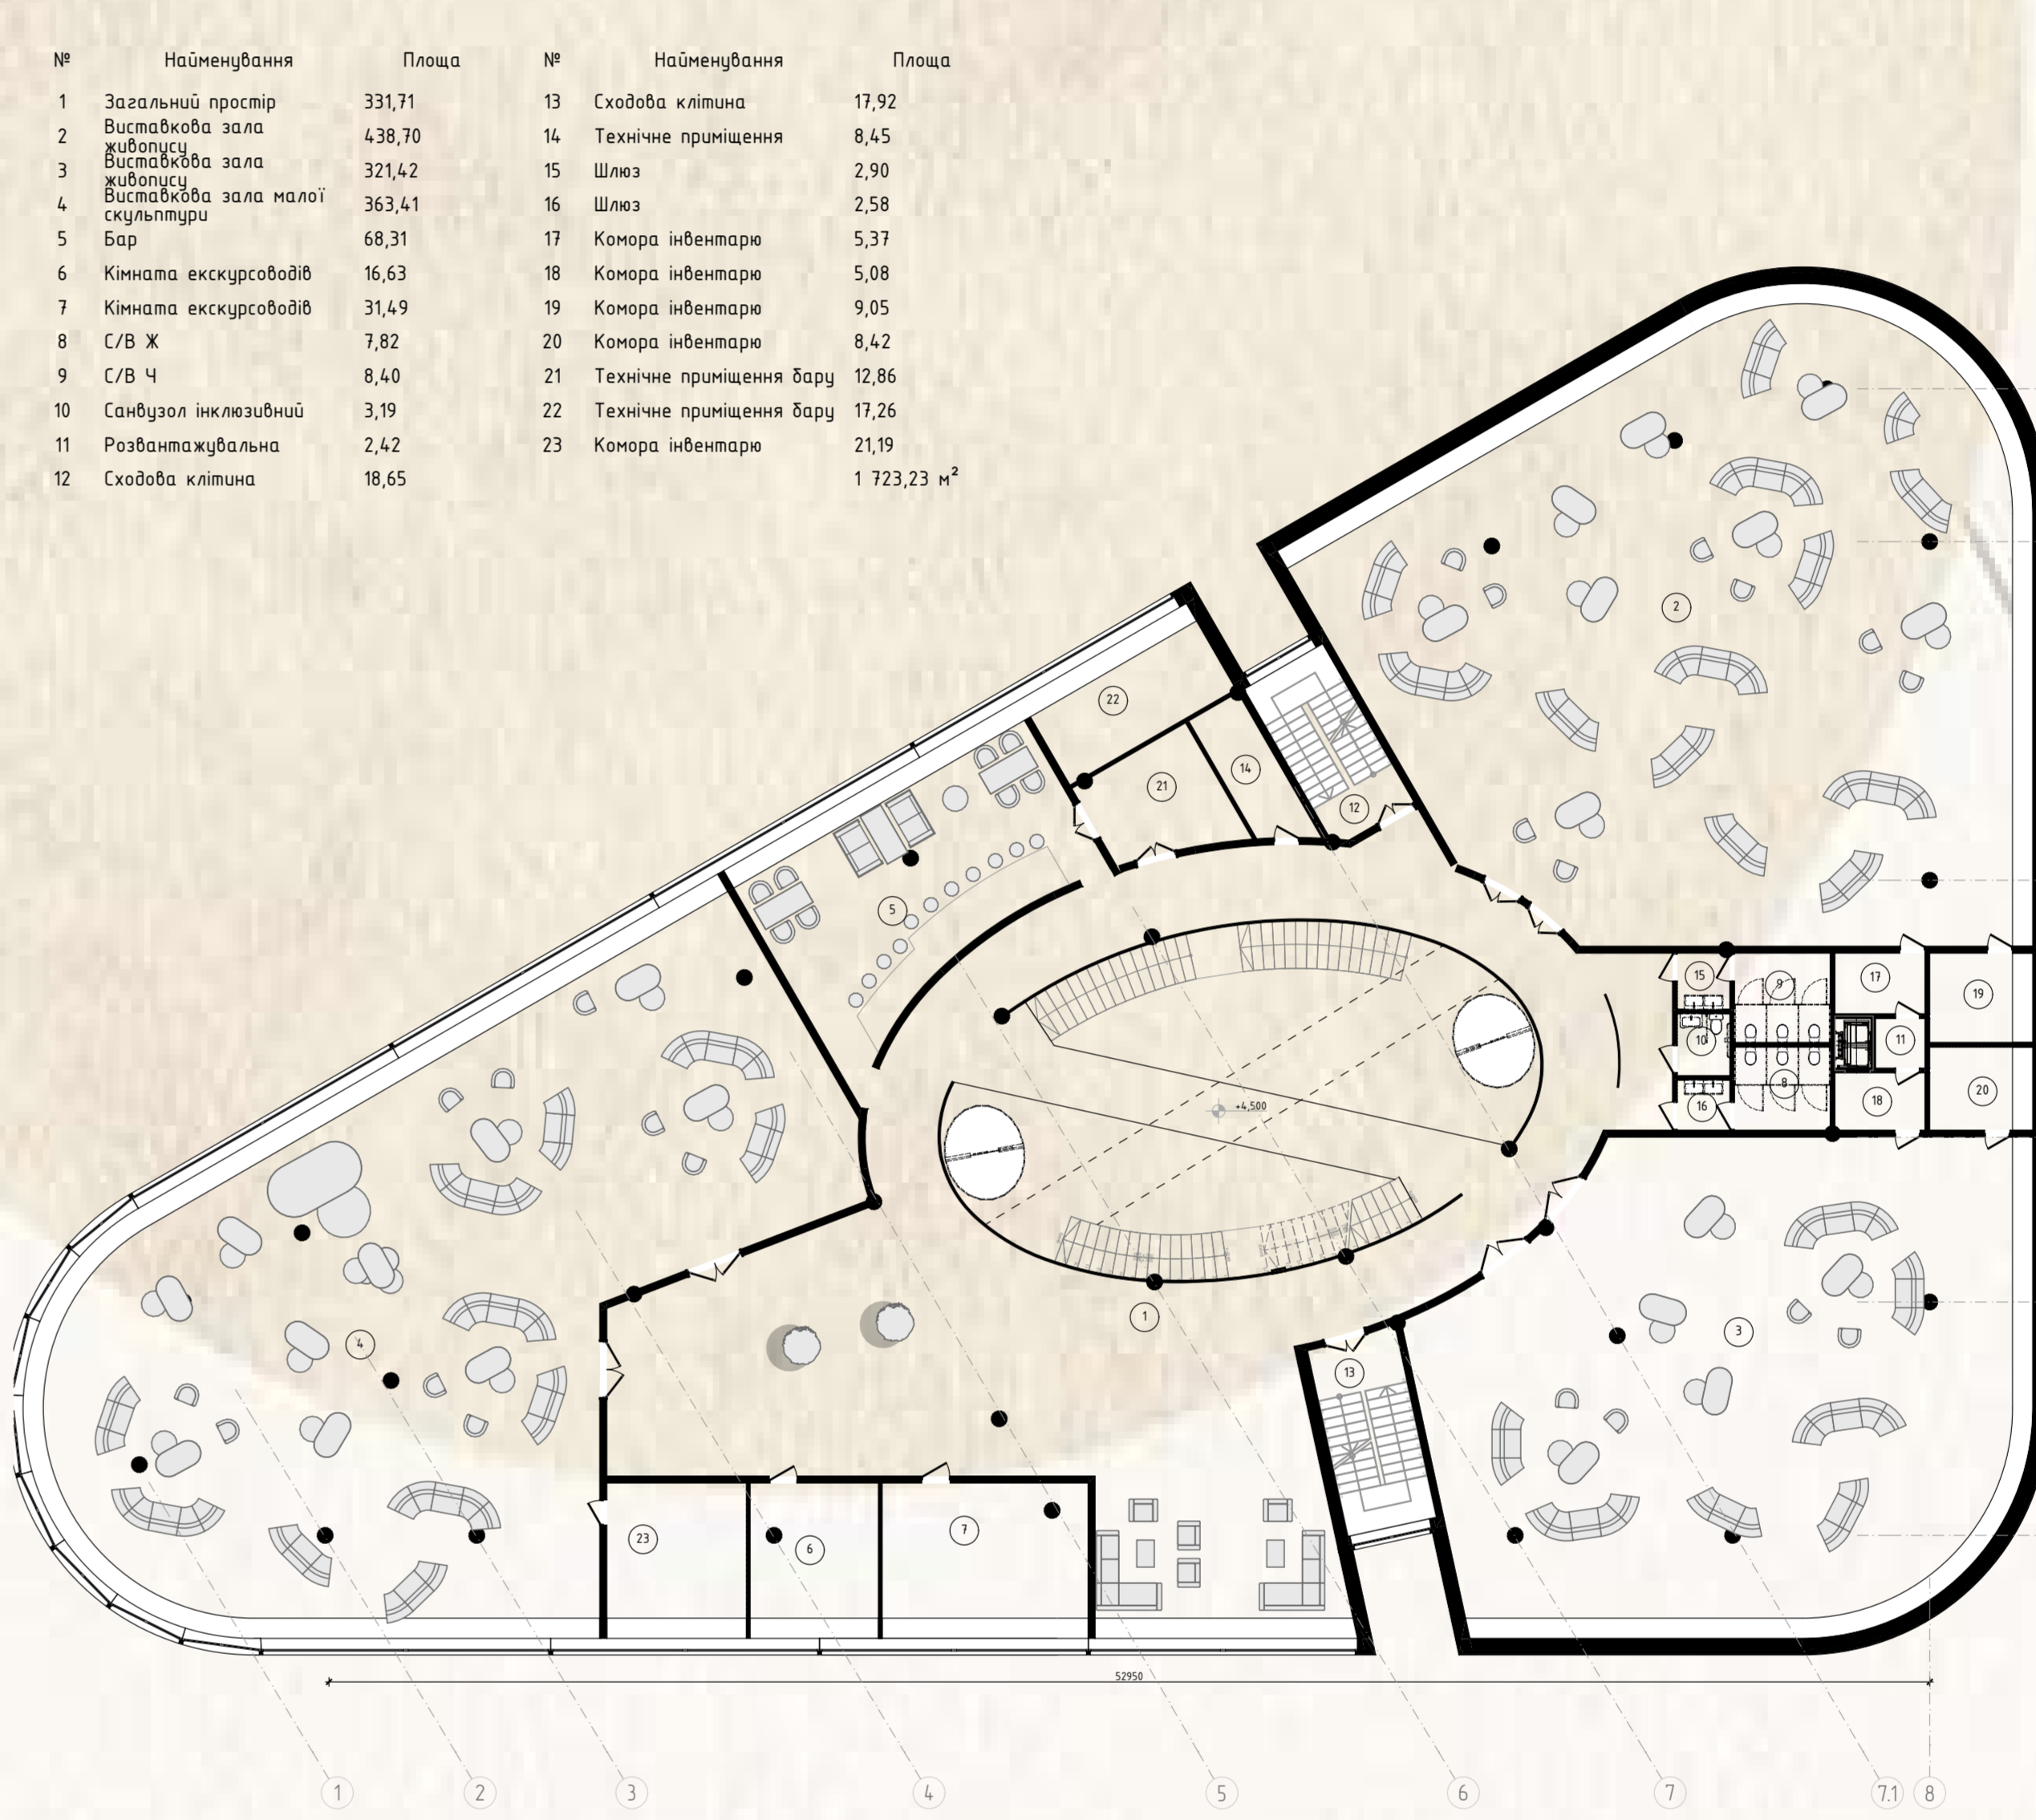 № Найменування Площа № Найменування Площа
1 Загальний простір 331,71 13 Сходова клітина 17,92
2 Виставкова зала живопису 438,70 14 Технічне приміщення 8,45
3 Виставкова зала живопису 321,42 15 Шлюз 2,90
4 Виставкова зала малої скульптури 363,41 16 Шлюз 2,58
5 Бар 68,31 17 Комора інвентарю 5,37
6 Кімната екскурсоводів 16,63 18 Комора інвентарю 5,08
7 Кімната екскурсоводів 31,49 19 Комора інвентарю 9,05
8 С/В Ж 7,82 20 Комора інвентарю 8,42
9 С/В Ч 8,40 21 Технічне приміщення бару 12,86
10 Санвузол інклюзивний 3,19 22 Технічне приміщення бару 17,26
11 Розвантажувальна 2,42 23 Комора інвентарю 21,19
12 Сходова клітина 18,65 1 723,23 м²
2
22
14
21
12
5
15
9
17
19
10
11
8
16
18
20
+4,500
1
3
4
13
7
23
6
52950
1 2 3 4 5 6 7 7.1 8